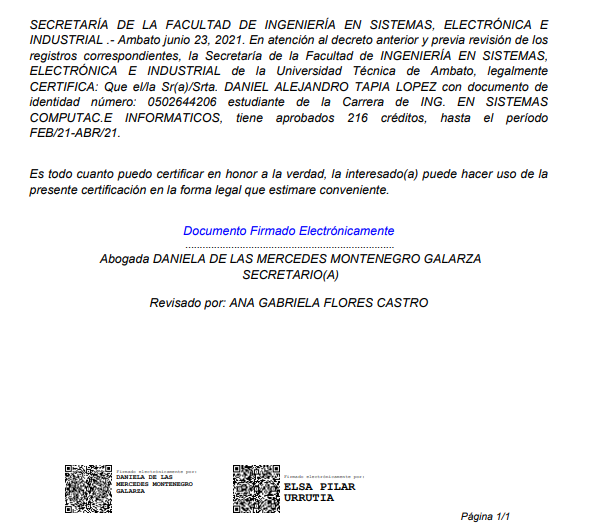 SECRETARÍA DE LA FACULTAD DE INGENIERÍA EN SISTEMAS, ELECTRÓNICA E
INDUSTRIAL .- Ambato junio 23, 2021. En atención al decreto anterior y previa revisión de los
registros correspondientes, la Secretaría de la Facultad de INGENIERÍA EN SISTEMAS,
ELECTRÓNICA E INDUSTRIAL de la Universidad Técnica de Ambato, legalmente
CERTIFICA: Que el/la Sr(a)/Srta. DANIEL ALEJANDRO TAPIA LOPEZ con documento de
identidad número: 0502644206 estudiante de la Carrera de ING. EN SISTEMAS
COMPUTAC.E INFORMATICOS, tiene aprobados 216 créditos, hasta el período
FEB/21-ABR/21.
Es todo cuanto puedo certificar en honor a la verdad, la interesado(a) puede hacer uso de la
presente certificación en la forma legal que estimare conveniente.
Documento Firmado Electrónicamente
Abogada DANIELA DE LAS MERCEDES MONTENEGRO GALARZA
SECRETARIO(A)
Revisado por: ANA GABRIELA FLORES CASTRO
Firmado electrónicamente por:
DANIELA DE LAS
MERCEDES MONTENEGRO
GALARZA
Firmado electrónicamente por:
ELSA PILAR
URRUTIA
Página 1/1